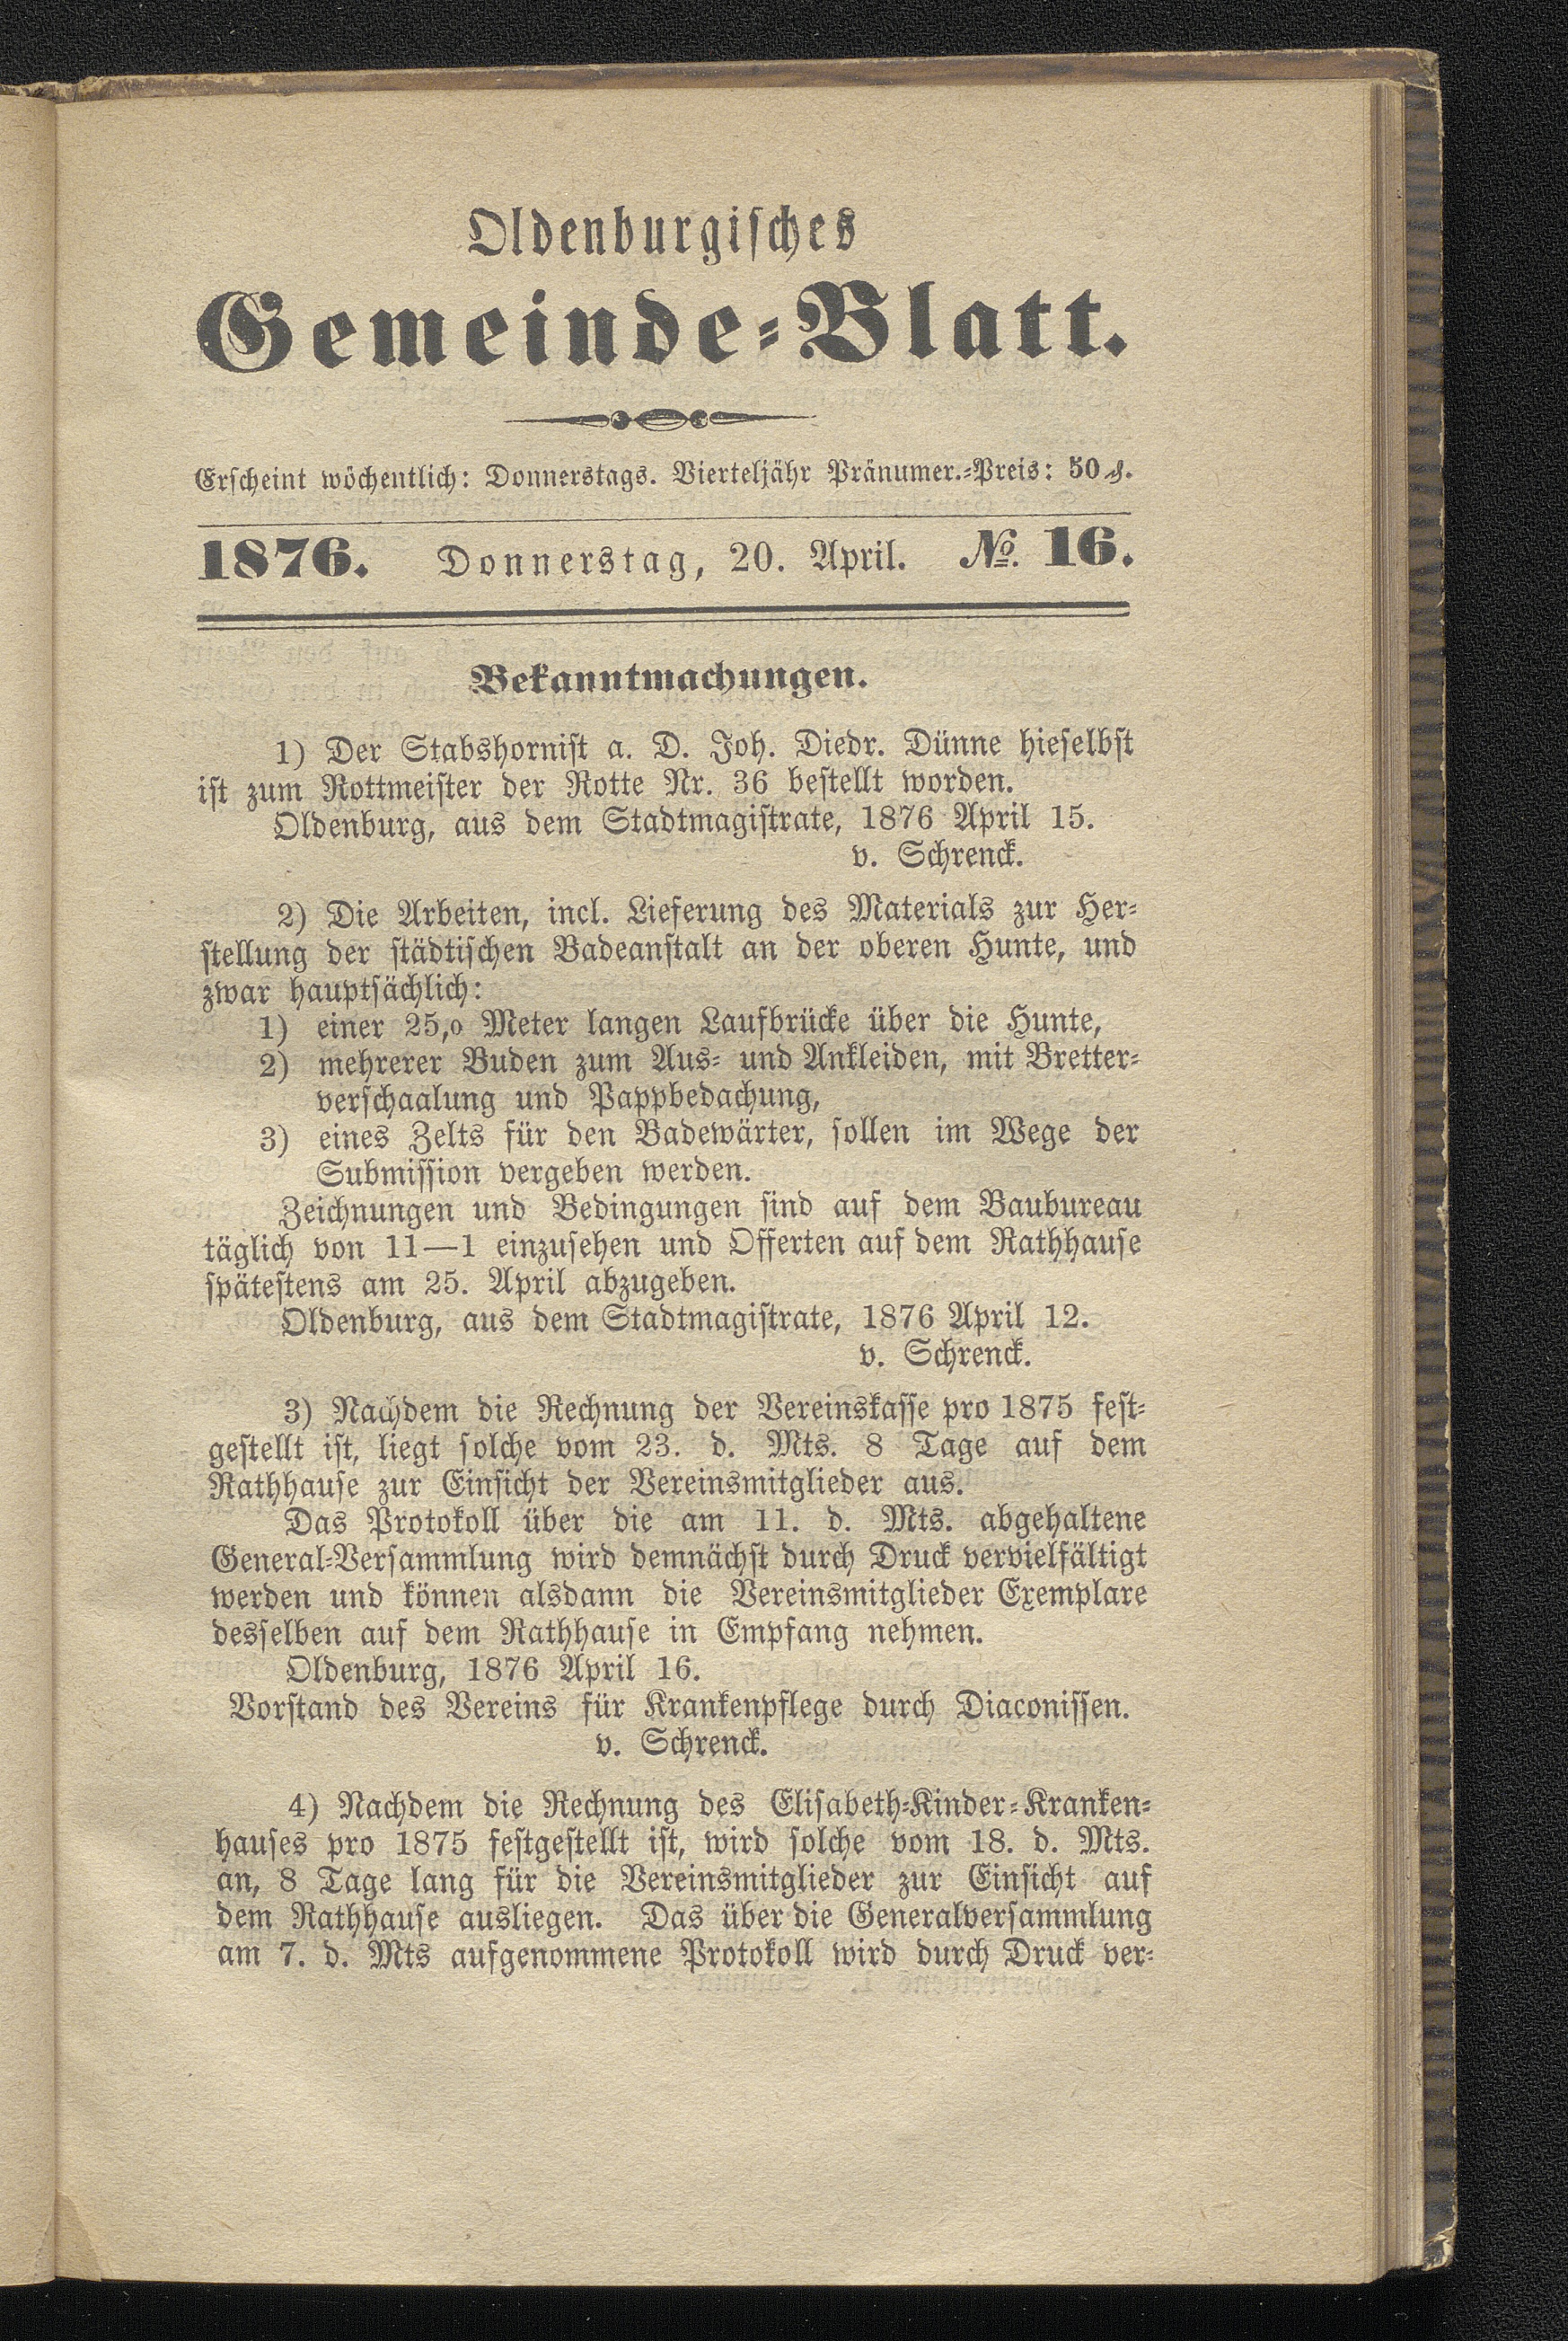 Oldenburgisches
Gemeinde-Blatt.
Erscheint wöchentlich: Donnerstags. Vierteljähr Pränumer.-Preis: 50 ₰.
1876. Donnerstag, 20. April. No. 16.
Bekanntmachungen.
1) Der Stabshornist a. D. Joh. Diedr. Dünne hieselbst
ist zum Rottmeister der Rotte Nr. 36 bestellt worden.
Oldenburg, aus dem Stadtmagistrate, 1876 April 15.
v. Schrenck.
2) Die Arbeiten, incl. Lieferung des Materials zur Her-
stellung der städtischen Badeanstalt an der oberen Hunte, und
zwar hauptsächlich:
1) einer 25,0 Meter langen Laufbrücke über die Hunte,
2) mehrerer Buden zum Aus- und Ankleiden, mit Bretter-
verschaalung und Pappbedachung,
3) eines Zelts für den Badewärter, sollen im Wege der
Submission vergeben werden.
Zeichnungen und Bedingungen sind auf dem Baubureau
täglich von 11—1 einzusehen und Offerten auf dem Rathhause
spätestens am 25. April abzugeben.
Oldenburg, aus dem Stadtmagistrate, 1876 April 12.
v. Schrenck.
3) Nachdem die Rechnung der Vereinskasse pro 1875 fest-
gestellt ist, liegt solche vom 23. d. Mts. 8 Tage auf dem
Rathhause zur Einsicht der Vereinsmitglieder aus.
Das Protokoll über die am 11. d. Mts. abgehaltene
General-Versammlung wird demnächst durch Druck vervielfältigt
werden und können alsdann die Vereinsmitglieder Exemplare
desselben auf dem Rathhause in Empfang nehmen.
Oldenburg, 1876 April 16.
Vorstand des Vereins für Krankenpflege durch Diaconissen.
v. Schrenck.
4) Nachdem die Rechnung des Elisabeth-Kinder-Kranken-
hauses pro 1875 festgestellt ist, wird solche vom 18. d. Mts.
an, 8 Tage lang für die Vereinsmitglieder zur Einsicht auf
dem Rathhause ausliegen. Das über die Generalversammlung
am 7. d. Mts aufgenommene Protokoll wird durch Druck ver-